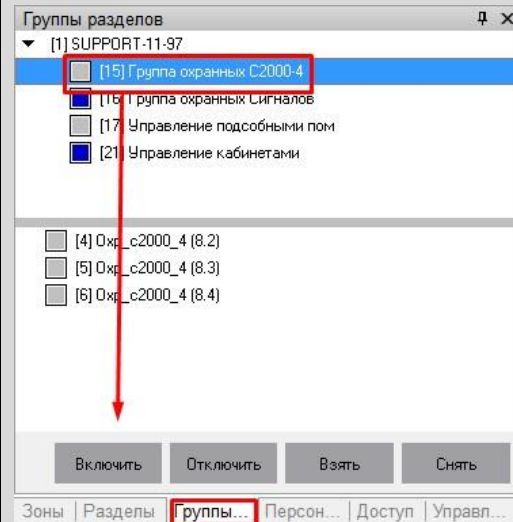 Группы разделов
[1] SUPPORT-11-97
[15] Группа охранных С2000-4
[16] Группа охранных Сигналов
[17] Управление подсобными пом
[21] Управление кабинетами
[4] Охр_с2000_4 (8.2)
[5] Охр_с2000_4 (8.3)
[6] Охр_с2000_4 (8.4)
Включить Отключить Взять Снять
Зоны Разделы Группы... Персон... Доступ Управл...